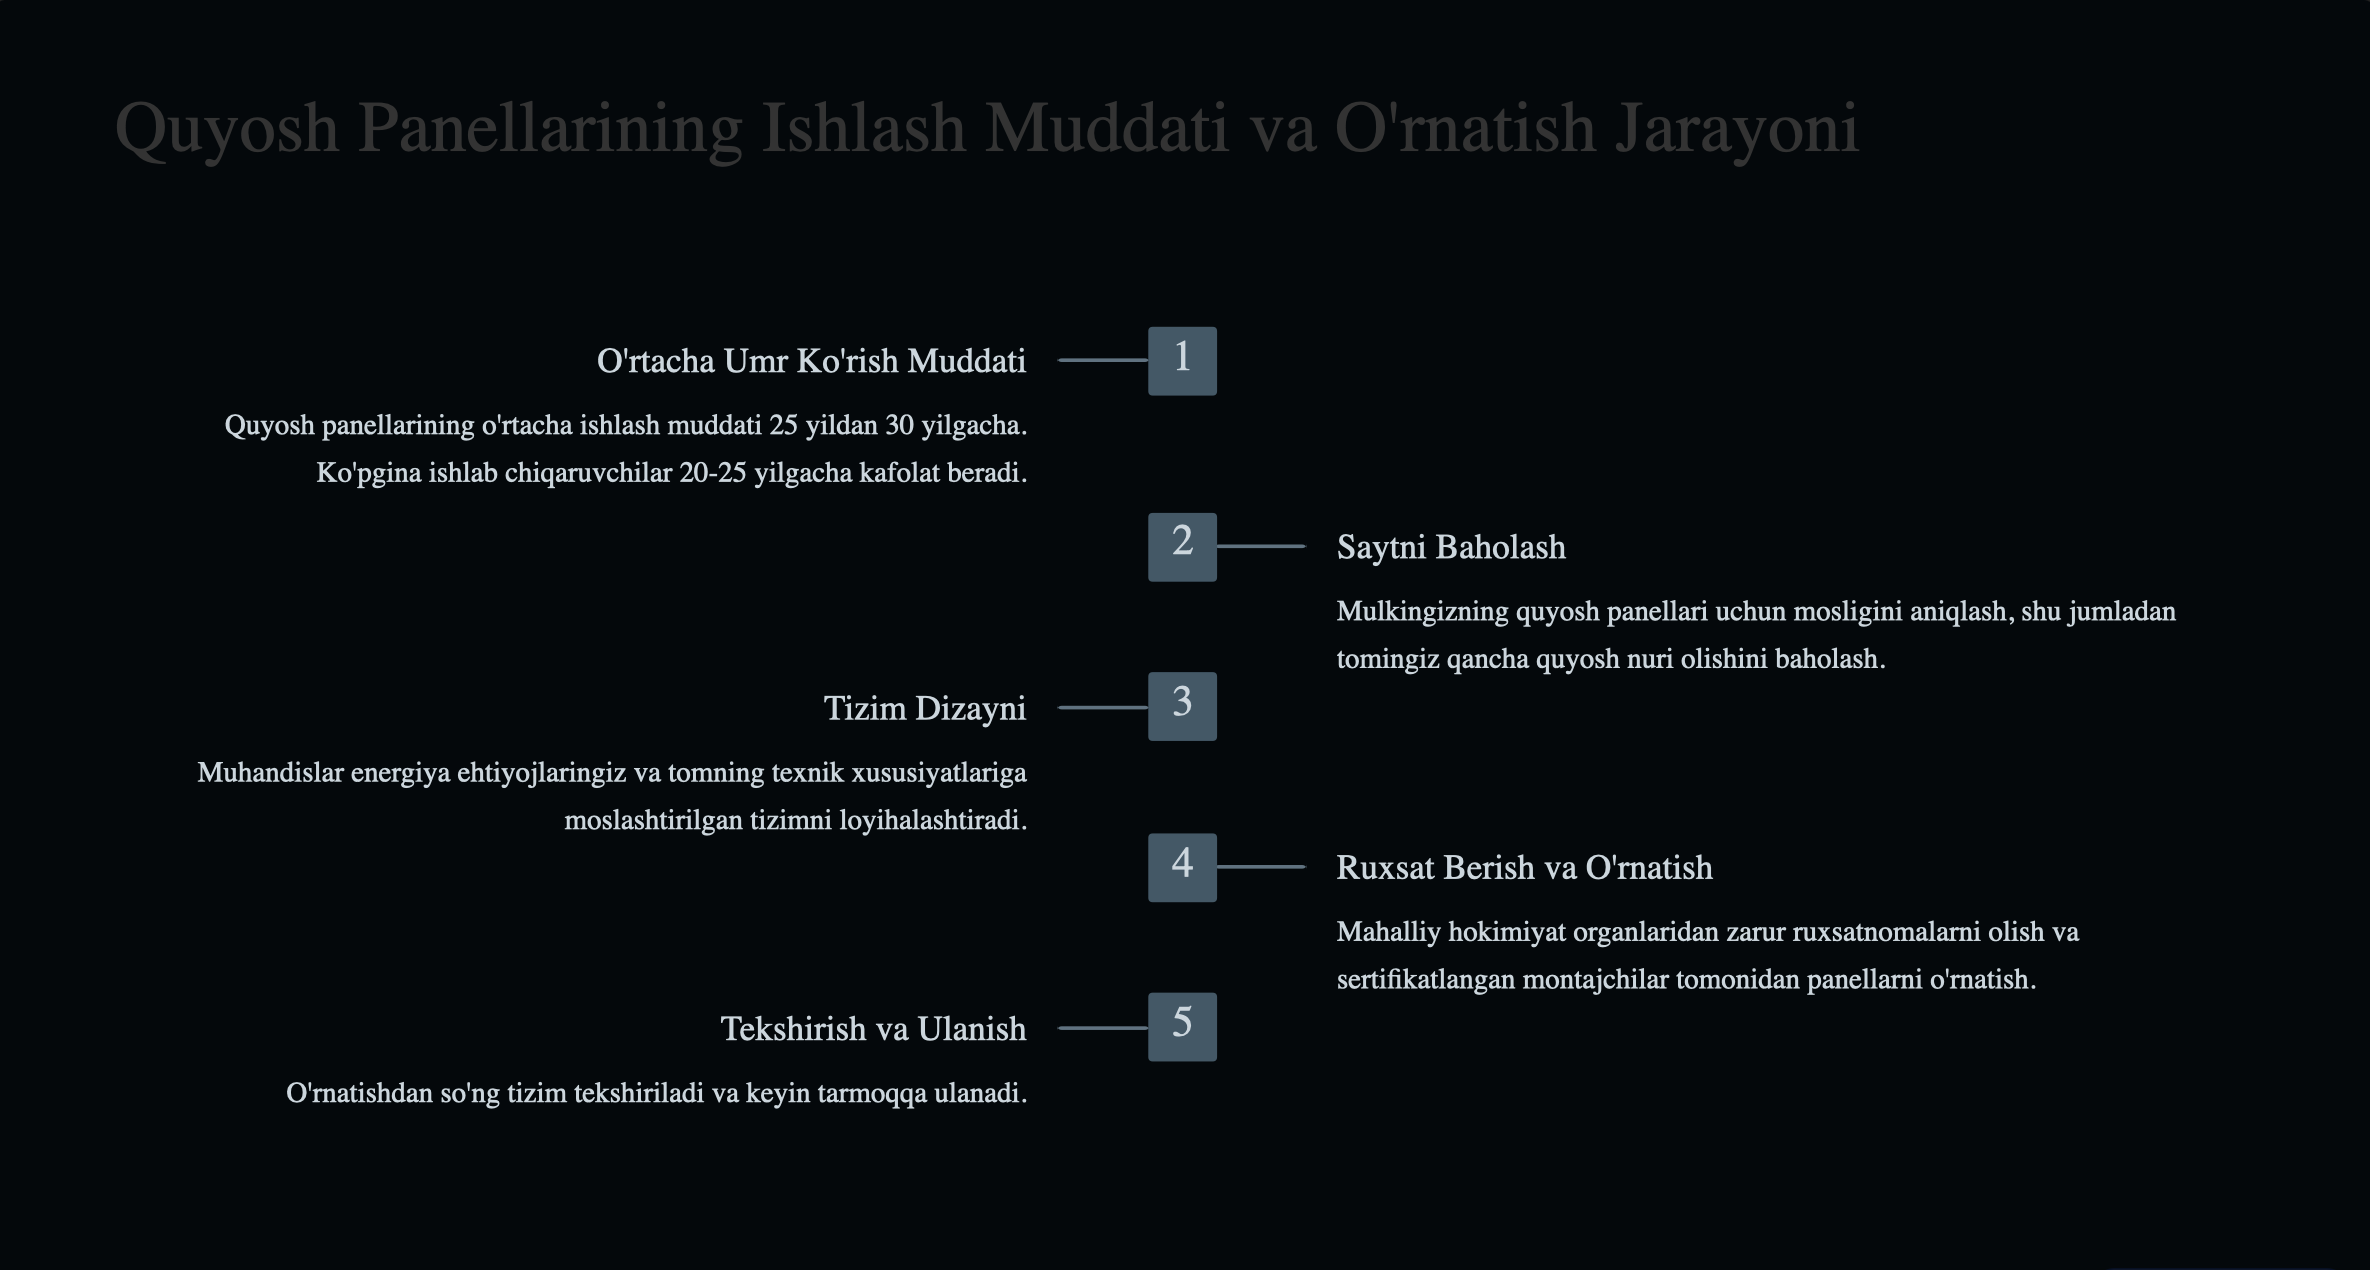 Quyosh Panellarining Ishlash Muddati va O'rnatish Jarayoni
1
O'rtacha Umr Ko'rish Muddati
Quyosh panellarining o'rtacha ishlash muddati 25 yildan 30 yilgacha.
Ko'pgina ishlab chiqaruvchilar 20-25 yilgacha kafolat beradi.
2
Saytni Baholash
Mulkingizning quyosh panellari uchun mosligini aniqlash, shu jumladan
tomingiz qancha quyosh nuri olishini baholash.
3
Tizim Dizayni
Muhandislar energiya ehtiyojlaringiz va tomning texnik xususiyatlariga
moslashtirilgan tizimni loyihalashtiradi.
4
Ruxsat Berish va O'rnatish
Mahalliy hokimiyat organlaridan zarur ruxsatnomalarni olish va
sertifikatlangan montajchilar tomonidan panellarni o'rnatish.
5
Tekshirish va Ulanish
O'rnatishdan so'ng tizim tekshiriladi va keyin tarmoqqa ulanadi.